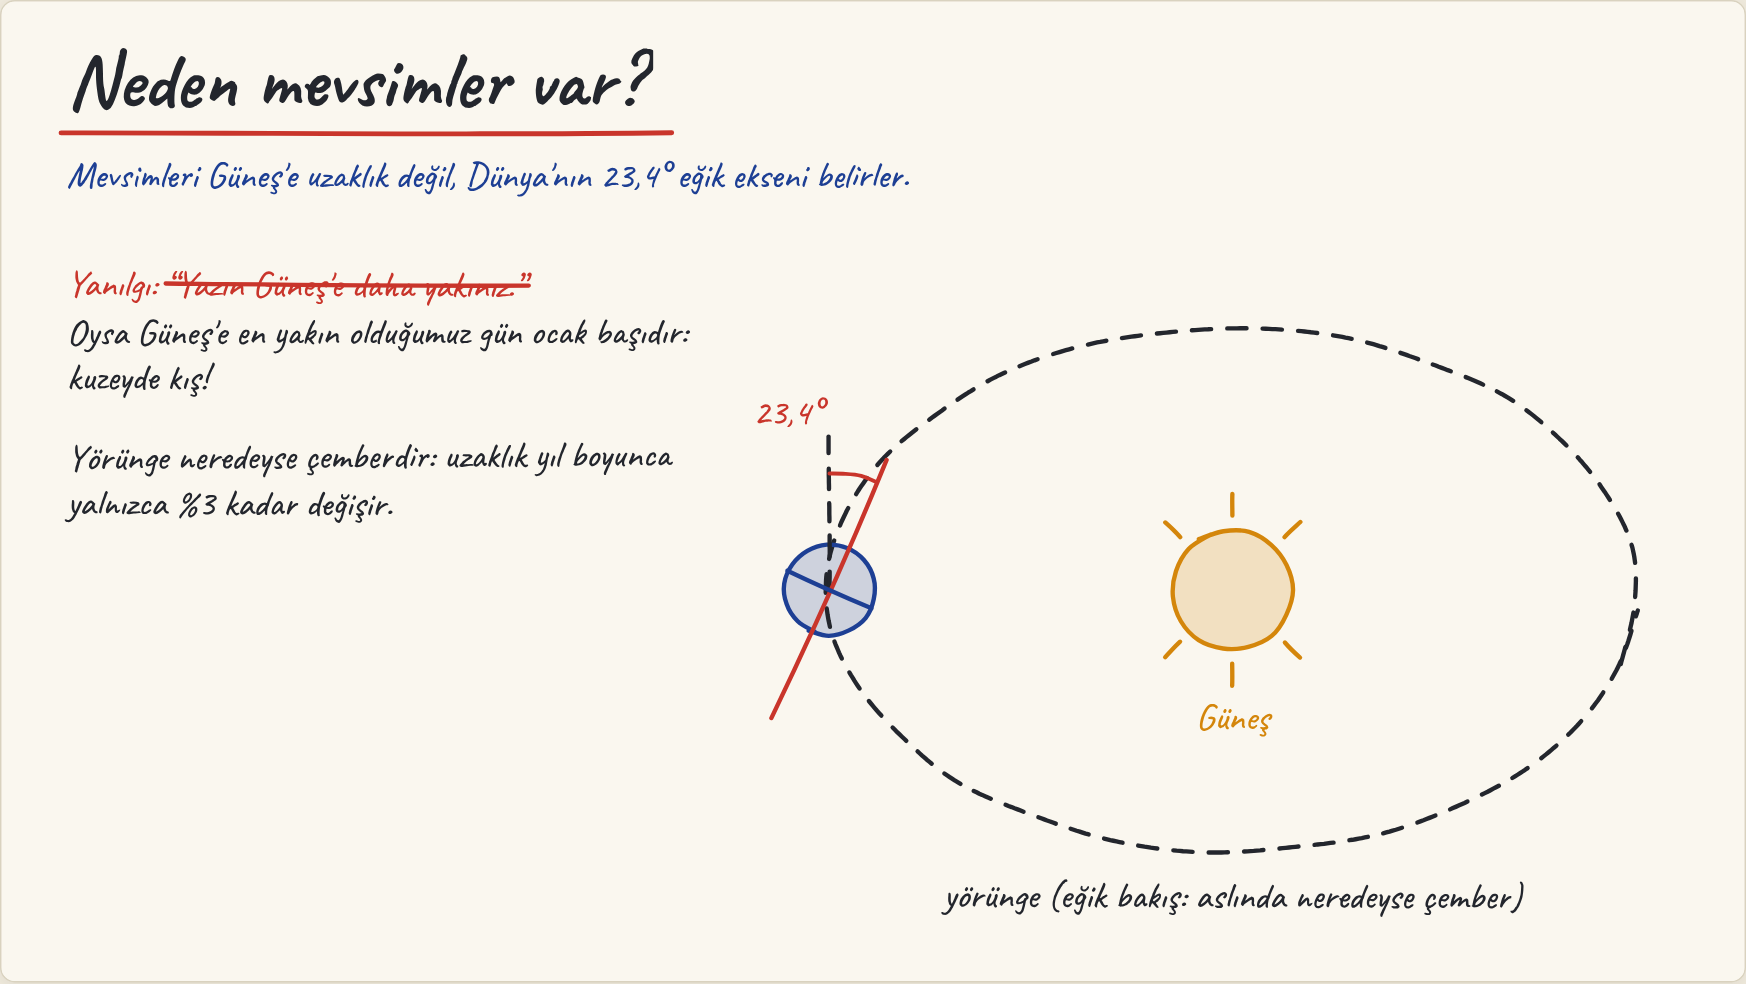 Neden mevsimler var?
Mevsimleri Güneş'e uzaklık değil, Dünya'nın 23,4° eğik ekseni belirler.
Yanılgı: “Yazın Güneş'e daha yakınız.”
Oysa Güneş'e en yakın olduğumuz gün ocak başıdır:
kuzeyde kış!
23,4°
Yörünge neredeyse çemberdir: uzaklık yıl boyunca
yalnızca %3 kadar değişir.
Güneş
yörünge (eğik bakış: aslında neredeyse çember)